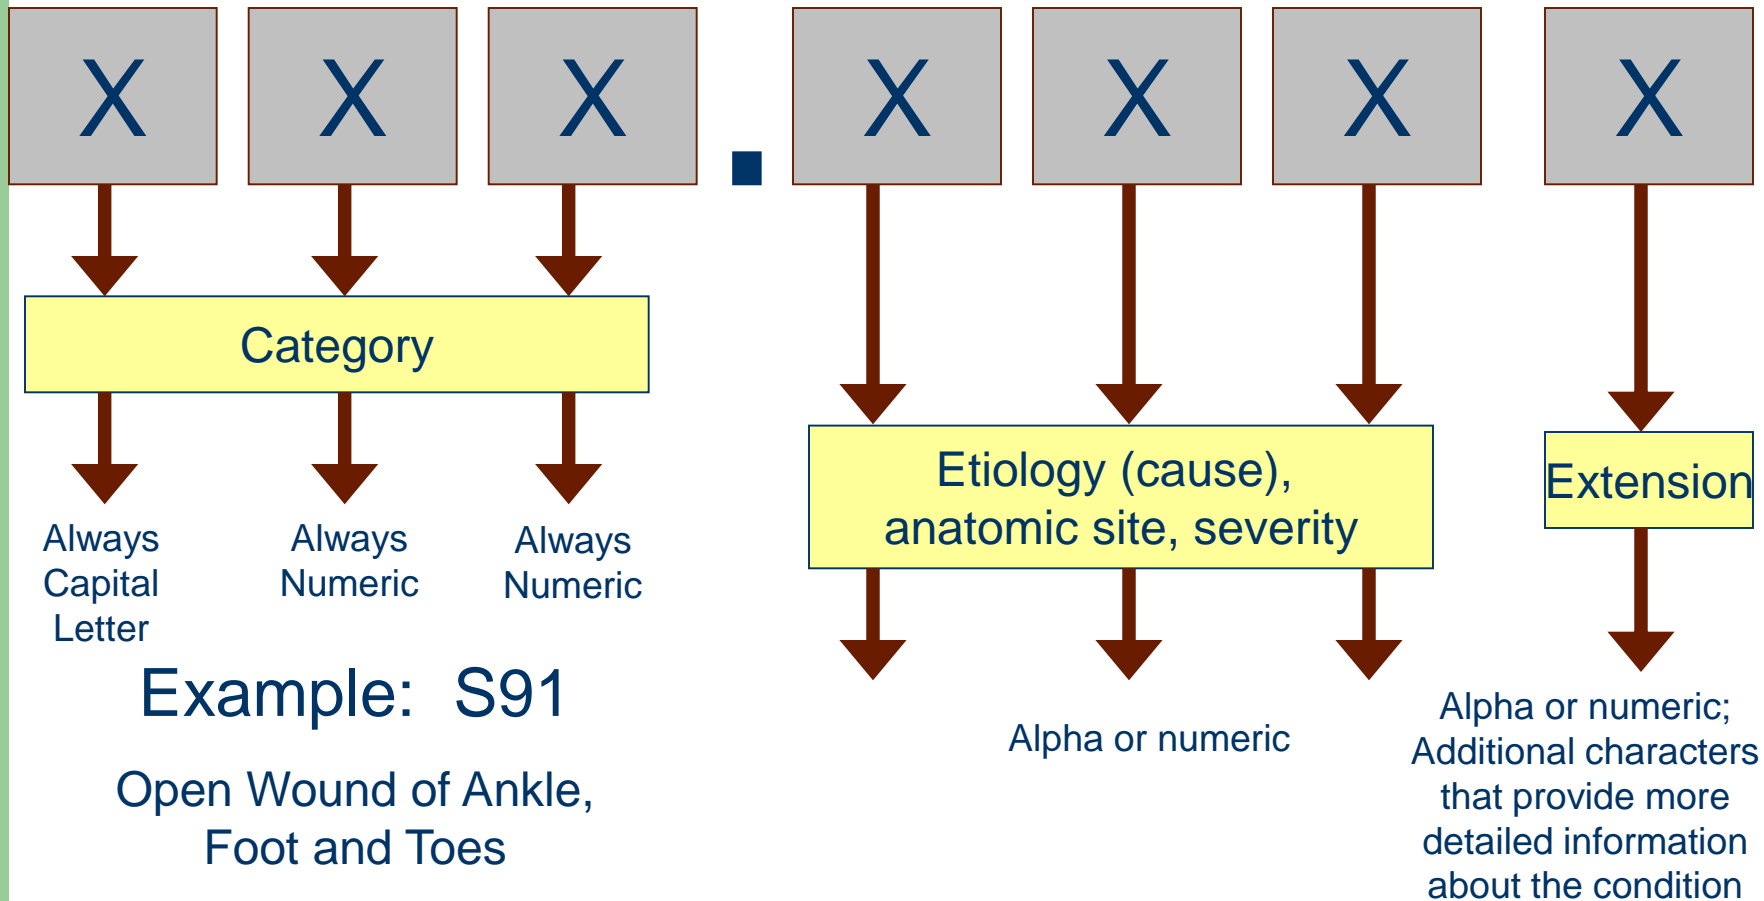 X X X . X X X X
Category
Etiology (cause),
anatomic site, severity
Extension
Always
Capital
Letter
Always
Numeric
Always
Numeric
Example: S91
Open Wound of Ankle,
Foot and Toes
Alpha or numeric
Alpha or numeric;
Additional characters
that provide more
detailed information
about the condition